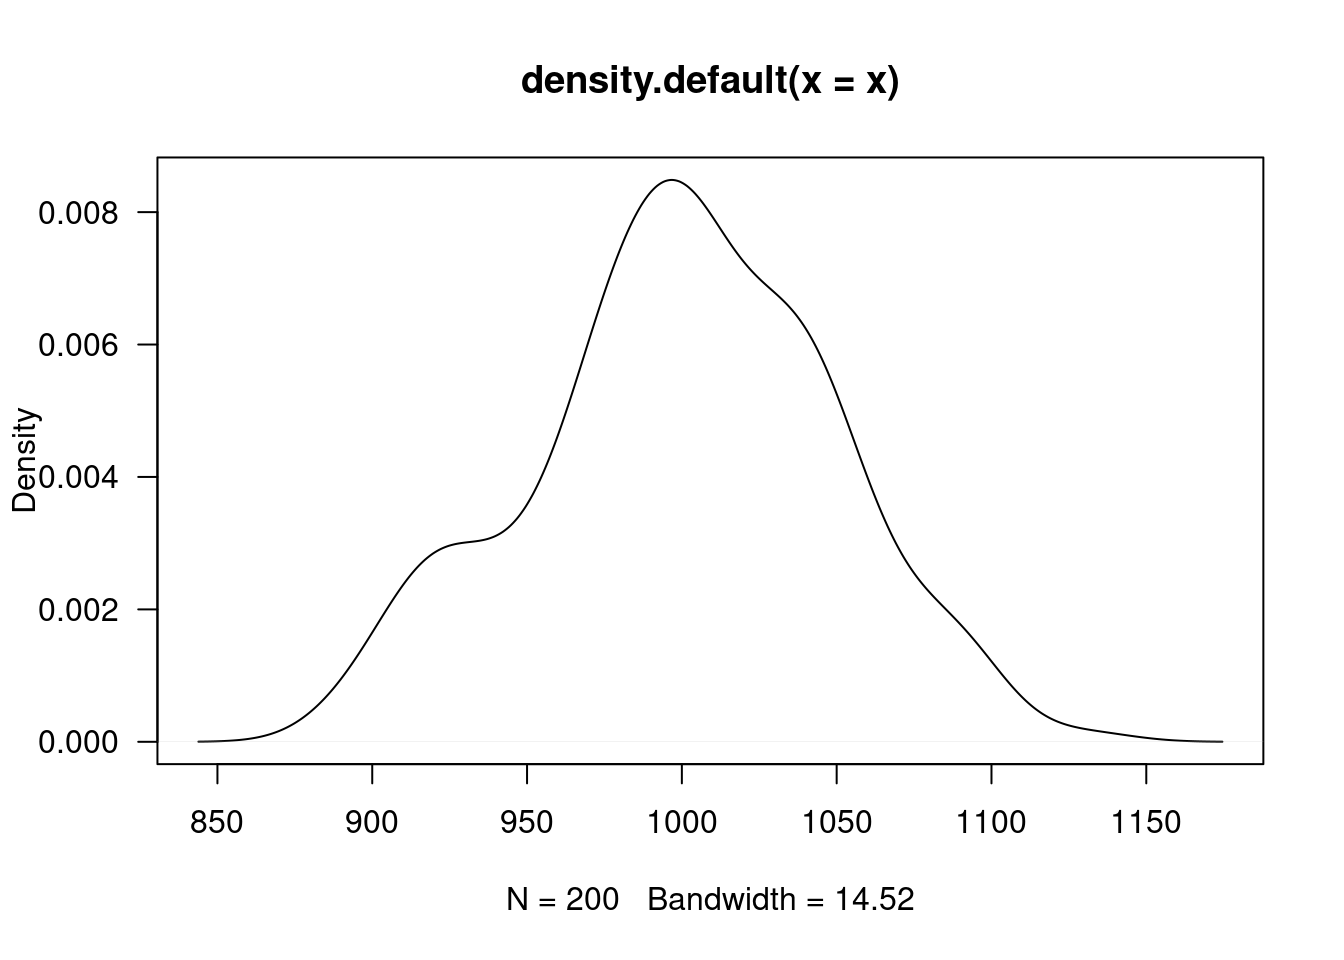 density.default(x = x)
Density
0.008
0.006
0.004
0.002
0.000
850 900 950 1000 1050 1100 1150
N = 200 Bandwidth = 14.52